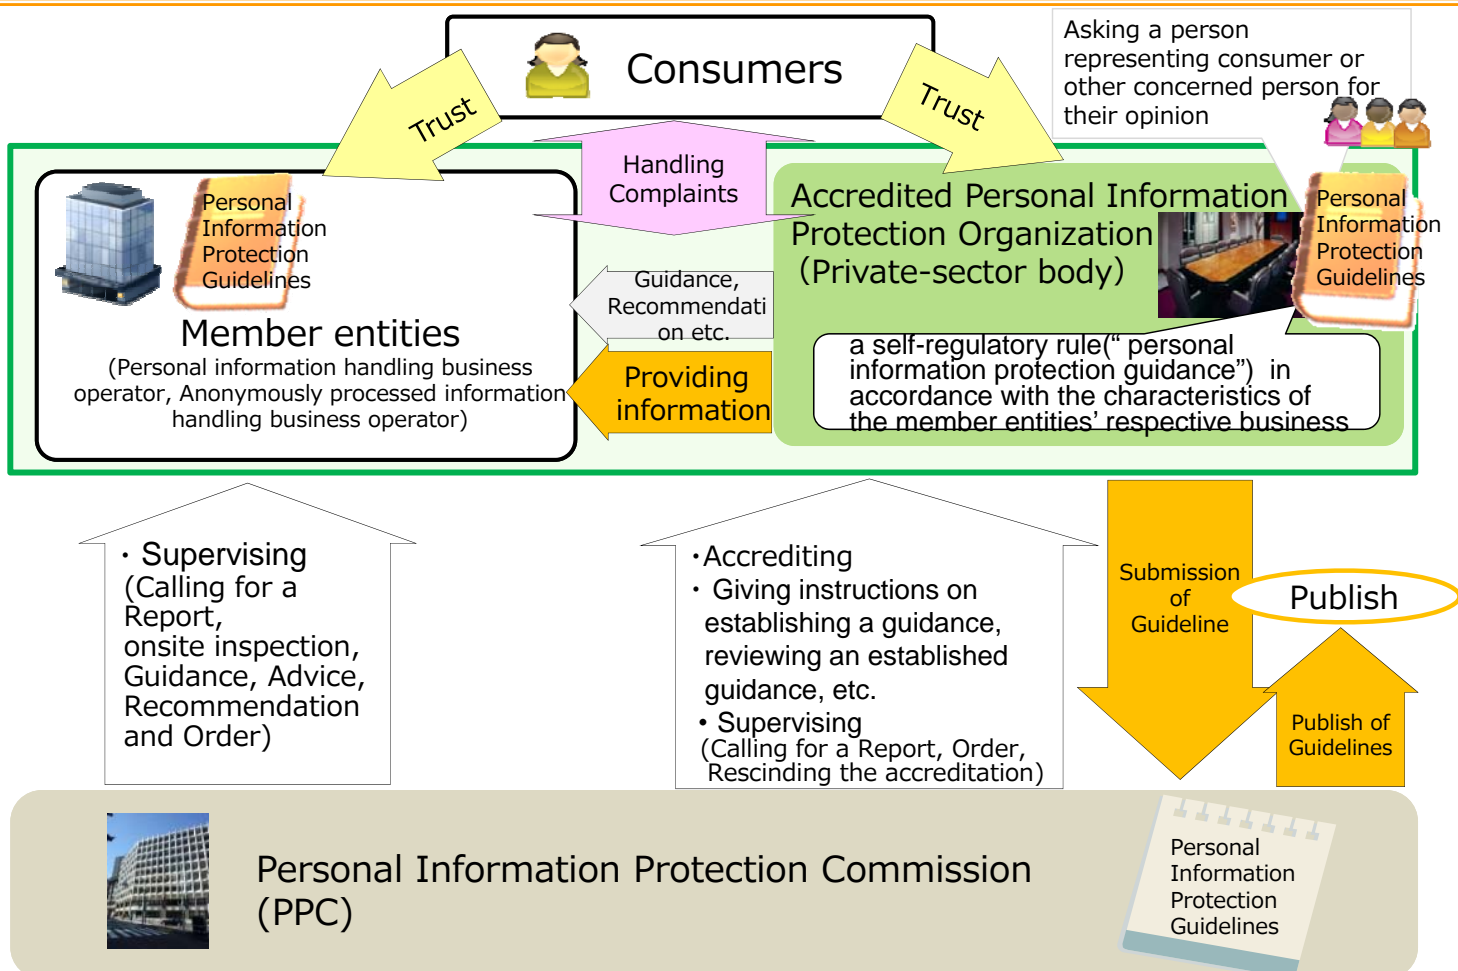 Consumers
Trust
Trust
Asking a person
representing consumer or
other concerned person for
their opinion
Handling
Complaints
Personal
Information
Protection
Guidelines
Member entities
(Personal information handling business
operator, Anonymously processed information
handling business operator)
Guidance,
Recommendati
on etc.
Providing
information
Accredited Personal Information
Protection Organization
（Private-sector body）
Personal
Information
Protection
Guidelines
a self-regulatory rule(“ personal
information protection guidance”)  in
accordance with the characteristics of
the member entities’ respective business
・Supervising
(Calling for a
Report,
onsite inspection,
Guidance, Advice,
Recommendation
and Order)
・Accrediting
・Giving instructions on
establishing a guidance,
reviewing an established
guidance, etc.
• Supervising
(Calling for a Report, Order,
Rescinding the accreditation)
Submission
of
Guideline
Publish
Publish of
Guidelines
Personal Information Protection Commission
(PPC)
Personal
Information
Protection
Guidelines